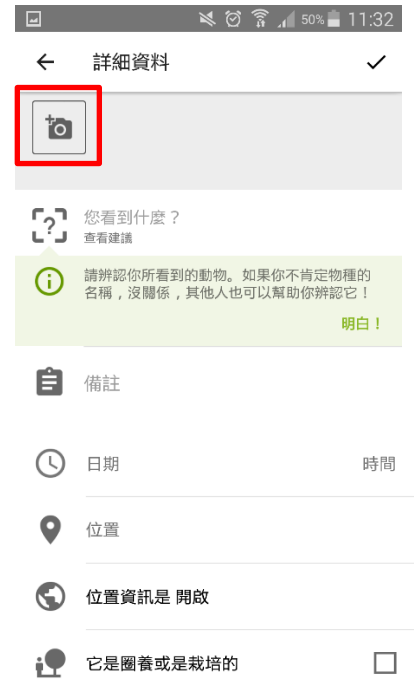 50% 11:32
詳細資料
您看到什麼？
查看建議
請辨認你所看到的動物。如果你不肯定物種的
名稱，沒關係，其他人也可以幫助你辨認它！
明白！
備註
日期 時間
位置
位置資訊是 開啟
它是圈養或是栽培的